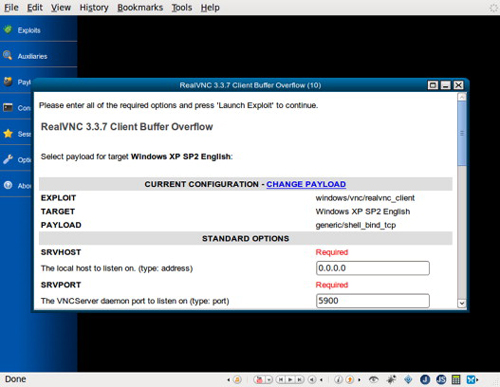 File Edit View History Bookmarks Tools Help
Exploits
Auxiliaries
RealVNC 3.3.7 Client Buffer Overflow (10)
Please enter all of the required options and press 'Launch Exploit' to continue.
RealVNC 3.3.7 Client Buffer Overflow
Select payload for target Windows XP SP2 English:
CURRENT CONFIGURATION - CHANGE PAYLOAD
EXPLOIT windows/vnc/realvnc_client
TARGET Windows XP SP2 English
PAYLOAD generic/shell_bind_tcp
STANDARD OPTIONS
SRVHOST Required
The local host to listen on. (type: address) 0.0.0.0
SRVPORT Required
The VNCServer daemon port to listen on (type: port) 5900
Payl
Con
Sess
Optio
Abou
Done